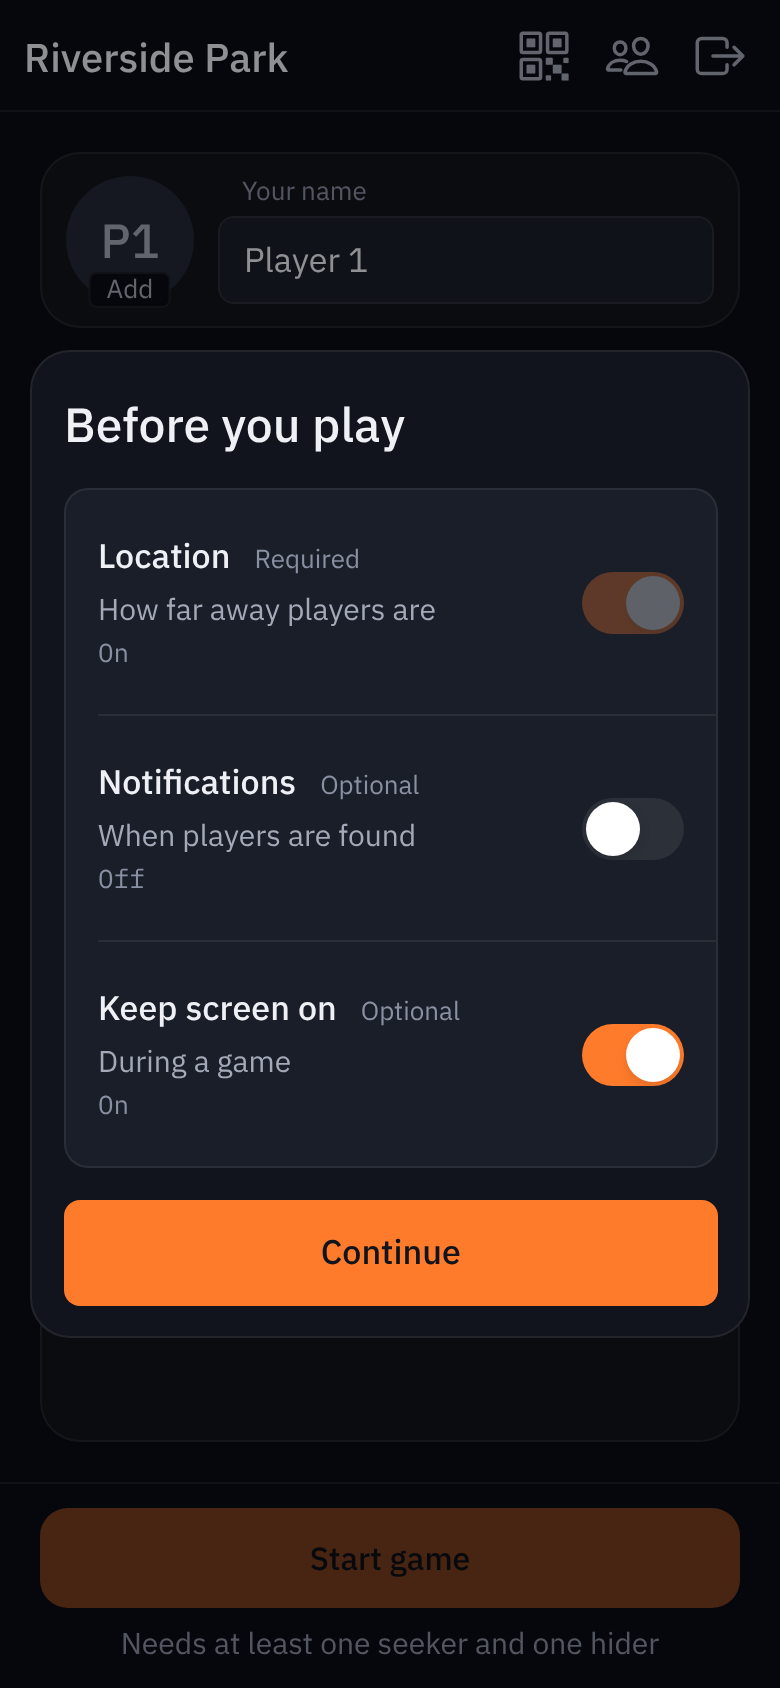 Riverside Park
Your name
P1
Player 1
Add
Before you play
Location Required
How far away players are
On
Notifications Optional
When players are found
Off
Keep screen on Optional
During a game
On
Continue
Start game
Needs at least one seeker and one hider